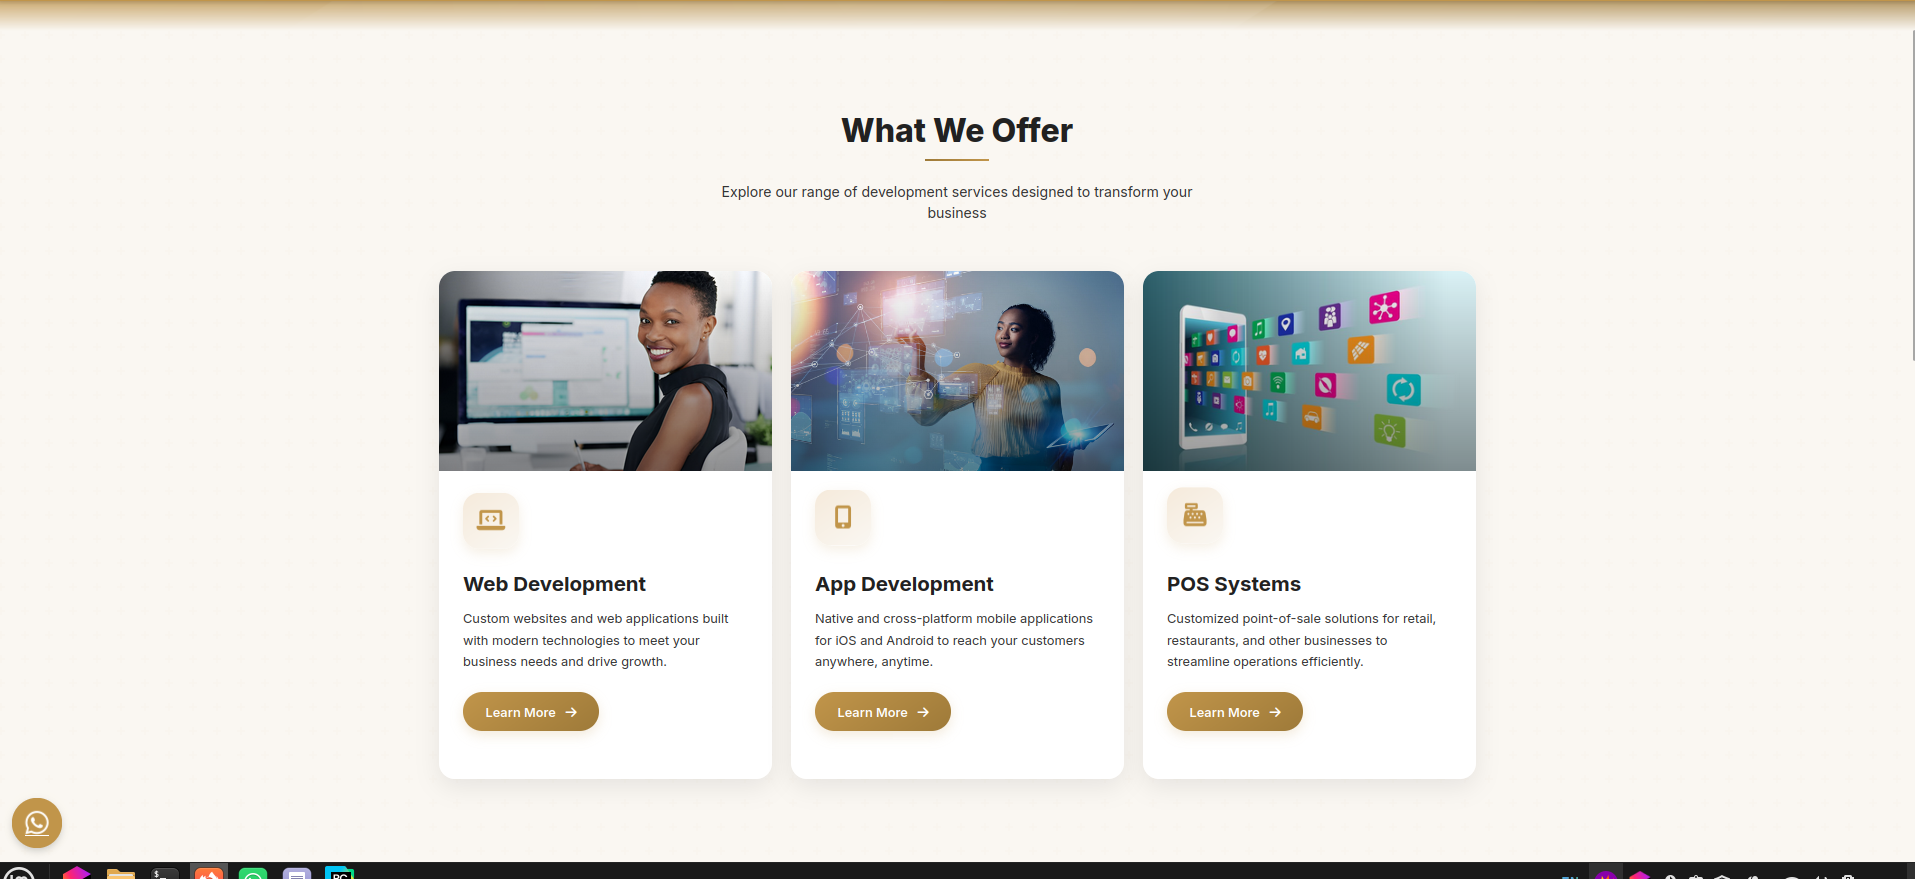 What We Offer
Explore our range of development services designed to transform your
business
Web Development
Custom websites and web applications built
with modern technologies to meet your
business needs and drive growth.
Learn More →
App Development
Native and cross-platform mobile applications
for iOS and Android to reach your customers
anywhere, anytime.
Learn More →
POS Systems
Customized point-of-sale solutions for retail,
restaurants, and other businesses to
streamline operations efficiently.
Learn More →